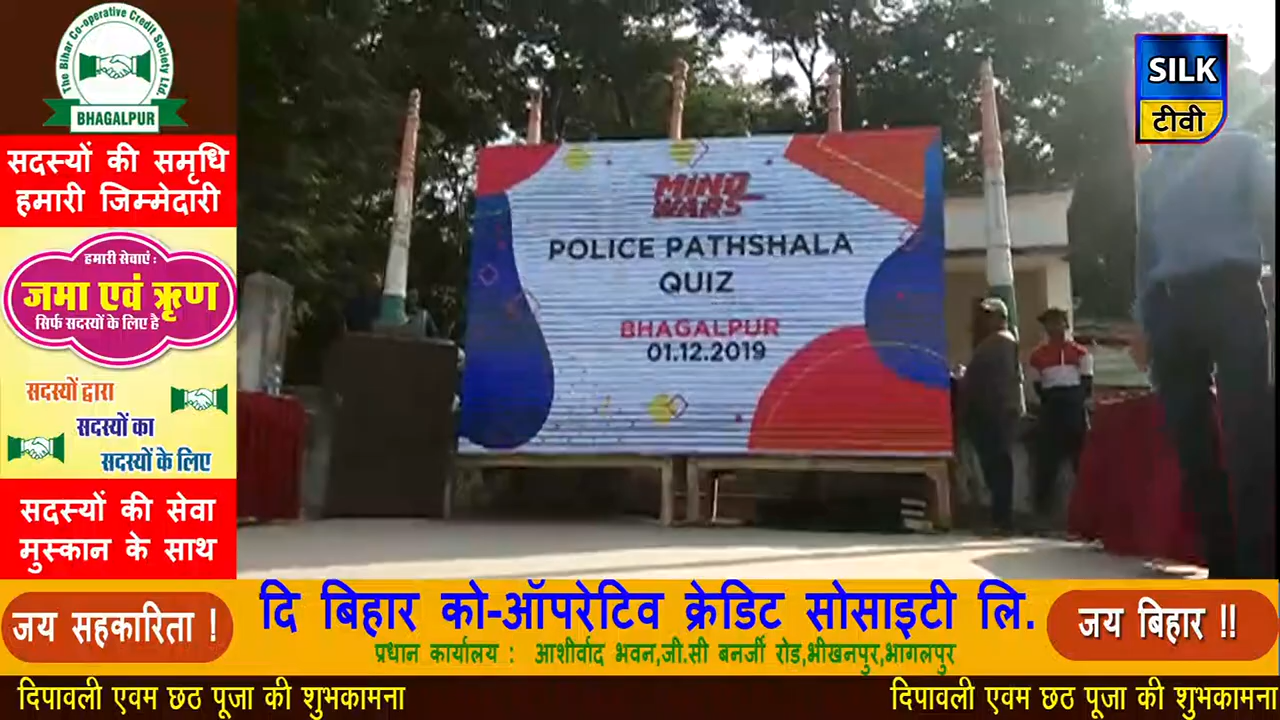 The Bihar Co-operative Credit Society Ltd.
BHAGALPUR
सदस्यों की समृधि
हमारी जिम्मेदारी
हमारी सेवाएं :
जमा एवं ऋण
सिर्फ सदस्यों के लिए है
सदस्यों द्वारा
सदस्यों का
सदस्यों के लिए
सदस्यों की सेवा
मुस्कान के साथ
MIND
WARS
POLICE PATHSHALA
QUIZ
BHAGALPUR
01.12.2019
SILK
टीवी
जय सहकारिता !
दि बिहार को-ऑपरेटिव क्रेडिट सोसाइटी लि.
प्रधान कार्यालय : आशीर्वाद भवन,जी.सी बनर्जी रोड,भीखनपुर,भागलपुर
जय बिहार !!
दिपावली एवम छठ पूजा की शुभकामना
दिपावली एवम छठ पूजा की शुभकामना